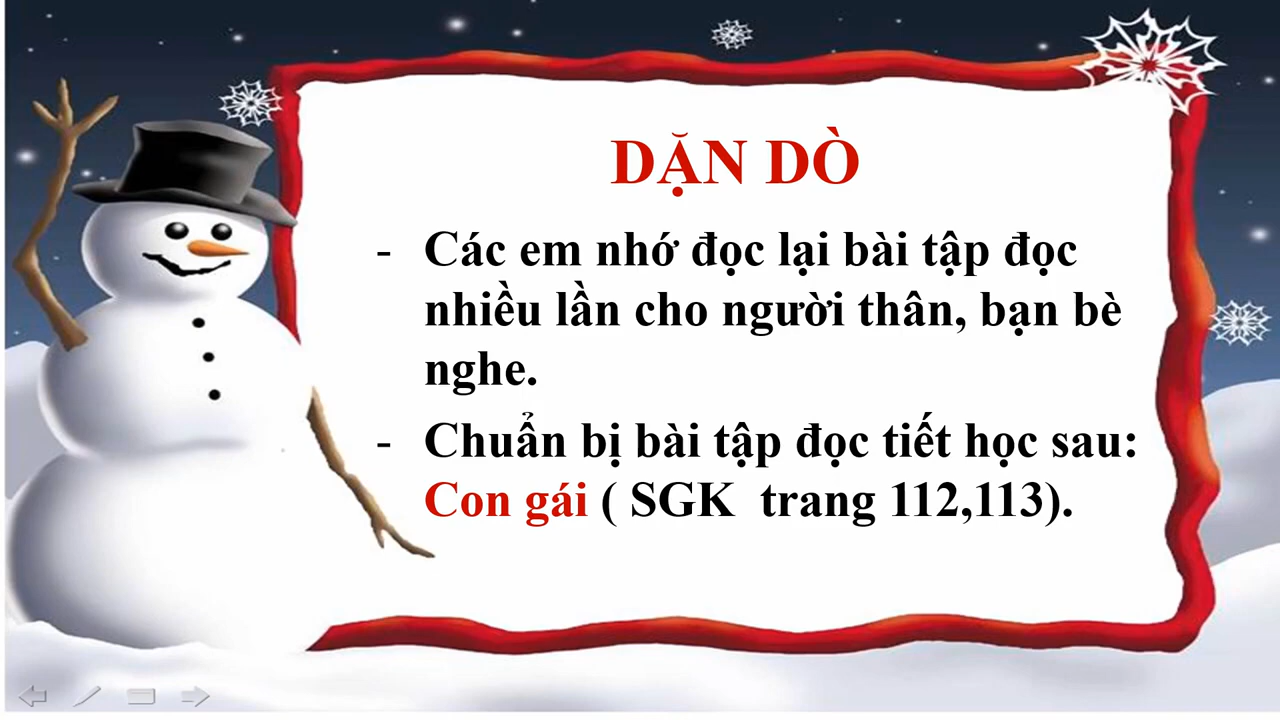 DẶN DÒ
- Các em nhớ đọc lại bài tập đọc
nhiều lần cho người thân, bạn bè
nghe.
- Chuẩn bị bài tập đọc tiết học sau:
Con gái ( SGK  trang 112,113).